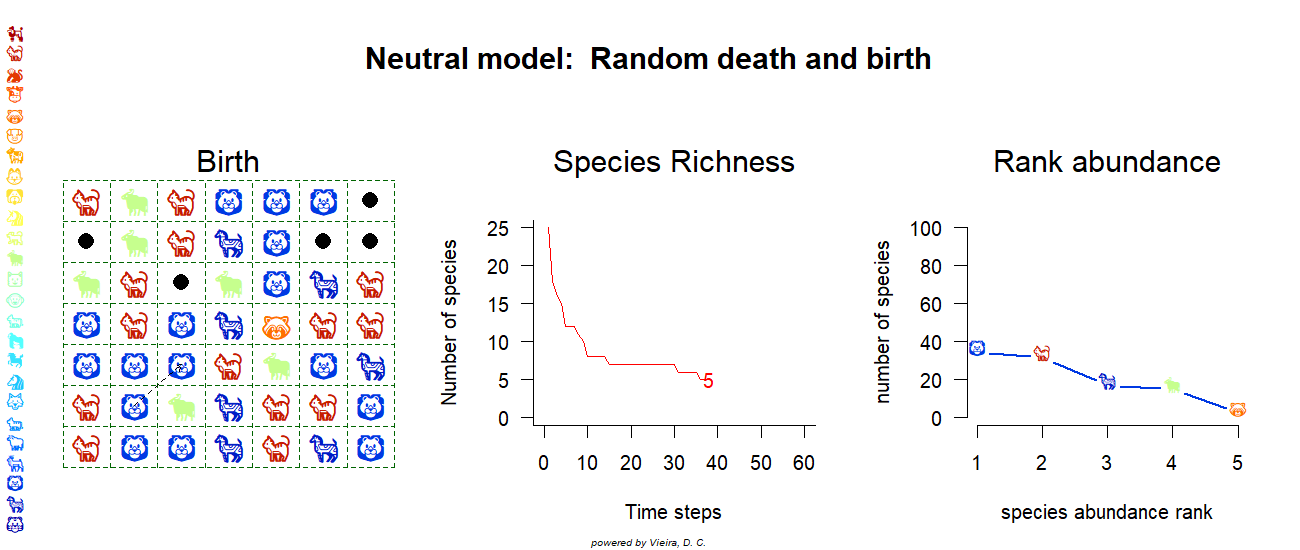 Neutral model:  Random death and birth
Birth
Species Richness
Number of species
25
20
15
10
5
0
5
0
10
20
30
40
50
60
Time steps
Rank abundance
number of species
100
80
60
40
20
0
1
2
3
4
5
species abundance rank
powered by Vieira, D. C.